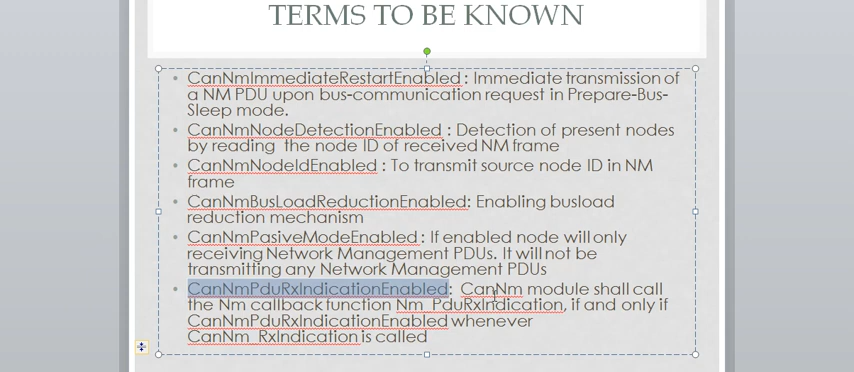 TERMS TO BE KNOWN
• CanNmImmediateRestartEnabled : Immediate transmission of
a NM PDU upon bus-communication request in Prepare-Bus-
Sleep mode.
• CanNmNodeDetectionEnabled : Detection of present nodes
by reading the node ID of received NM frame
• CanNmNodeIdEnabled : To transmit source node ID in NM
frame
• CanNmBusLoadReductionEnabled: Enabling busload
reduction mechanism
• CanNmPasiveModeEnabled : If enabled node will only
receiving Network Management PDUs. It will not be
transmitting any Network Management PDUs
• CanNmPduRxIndicationEnabled: CanNm module shall call
the Nm callback function Nm_PduRxIndication, if and only if
CanNmPduRxIndicationEnabled whenever
CanNm_RxIndication is called